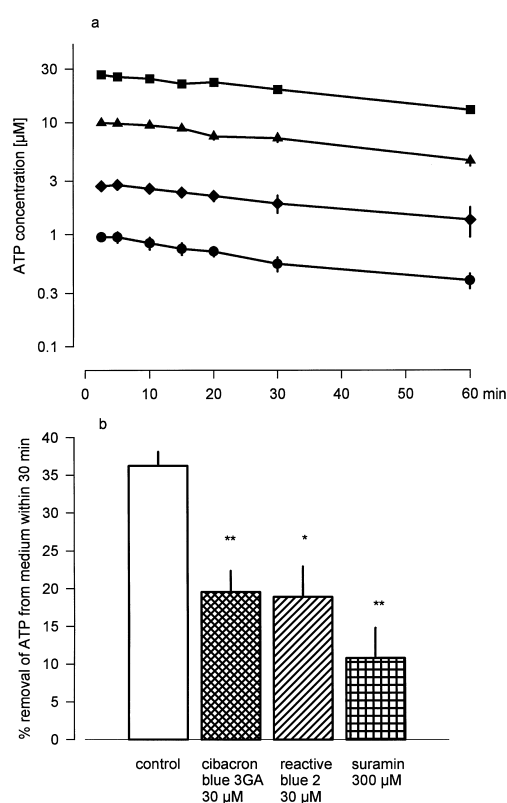 a
ATP concentration [µM]
30
10
3
1
0.3
0.1
0 10 20 30 40 50 60 min
b
% removal of ATP from medium within 30 min
40
35
30
25
20
15
10
5
0
** * **
control cibacron reactive suramin
blue 3GA blue 2 300 µM
30 µM 30 µM